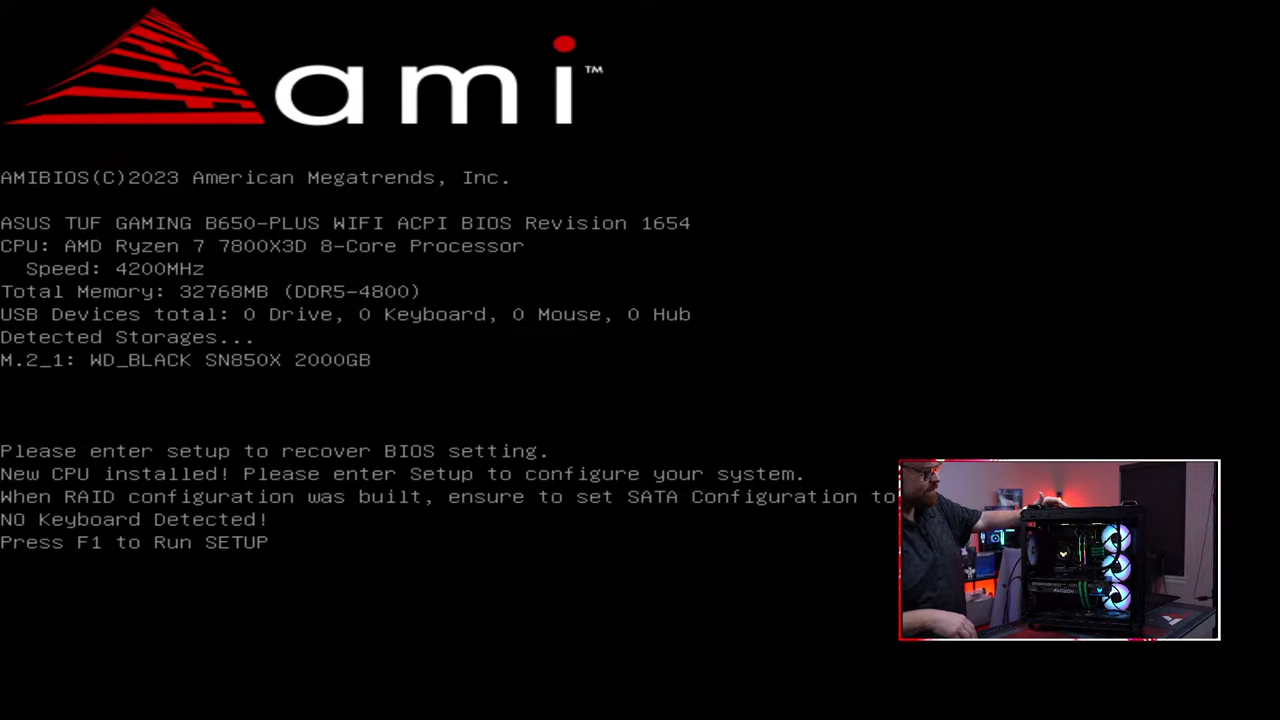 ami™
AMIBIOS(C)2023 American Megatrends, Inc.
ASUS TUF GAMING B650-PLUS WIFI ACPI BIOS Revision 1654
CPU: AMD Ryzen 7 7800X3D 8-Core Processor
Speed: 4200MHz
Total Memory: 32768MB (DDR5-4800)
USB Devices total: 0 Drive, 0 Keyboard, 0 Mouse, 0 Hub
Detected Storages...
M.2_1: WD_BLACK SN850X 2000GB
Please enter setup to recover BIOS setting.
New CPU installed! Please enter Setup to configure your system.
When RAID configuration was built, ensure to set SATA Configuration to
NO Keyboard Detected!
Press F1 to Run SETUP
RADEON